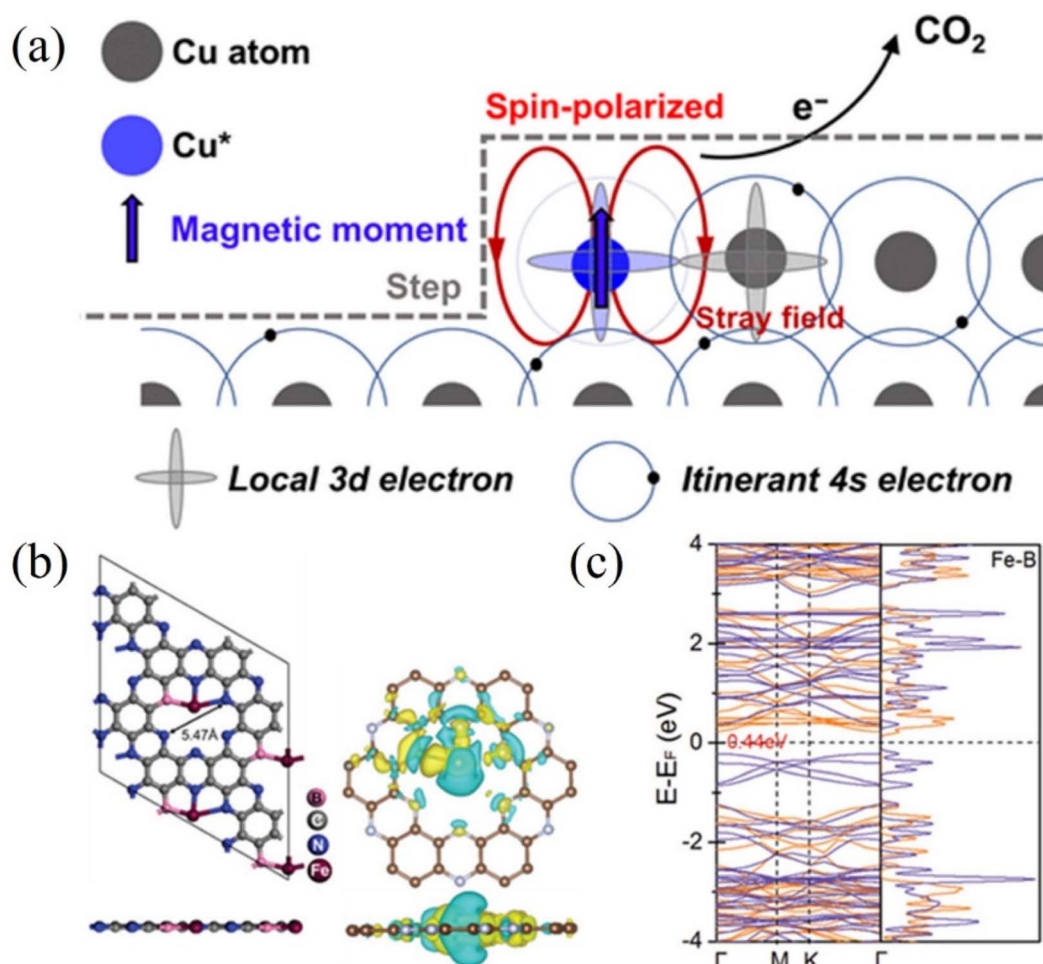 (a)
Cu atom
Cu*
Magnetic moment
Spin-polarized
e⁻
CO₂
Step
Stray field
Local 3d electron
Itinerant 4s electron
(b)
5.47Å
B
C
N
Fe
(c)
Fe-B
4
2
0
-2
-4
0.44eV
E-E_F (eV)
Γ M K Γ